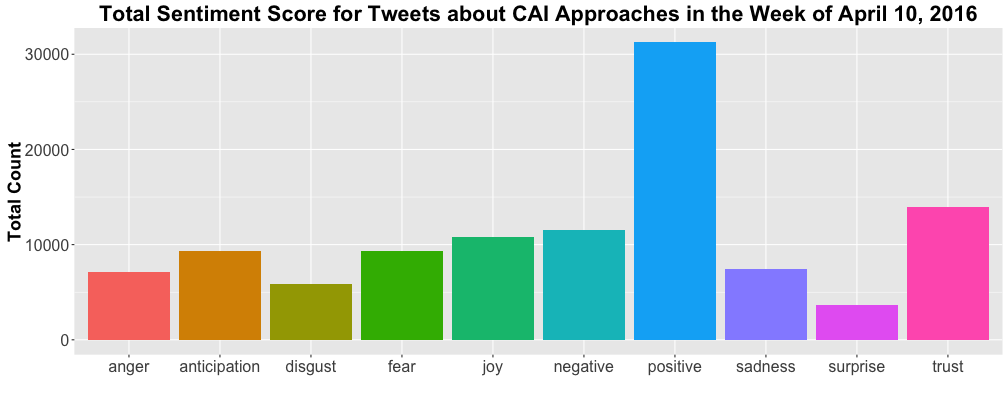 Total Sentiment Score for Tweets about CAI Approaches in the Week of April 10, 2016
Total Count
30000
20000
10000
0
anger anticipation disgust fear joy negative positive sadness surprise trust